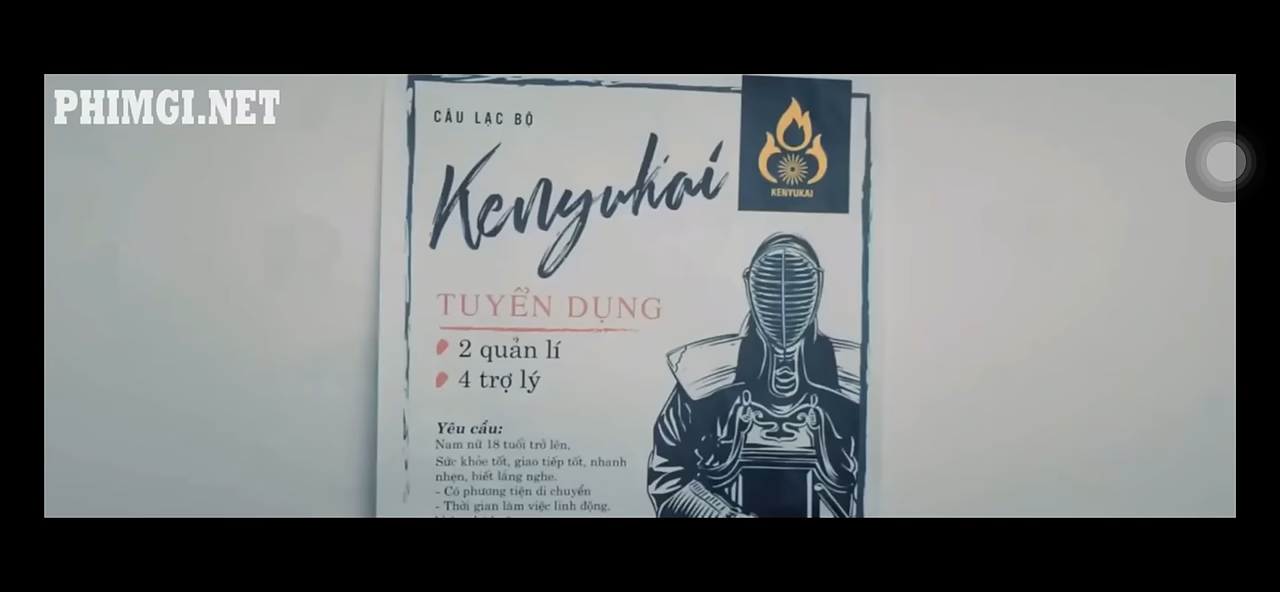 PHIMGI.NET
CÂU LẠC BỘ
Kenyukai
KENYUKAI
TUYỂN DỤNG
2 quản lí
4 trợ lý
Yêu cầu:
Nam nữ 18 tuổi trở lên.
Sức khỏe tốt, giao tiếp tốt, nhanh
nhẹn, biết lắng nghe.
- Có phương tiện di chuyển
- Thời gian làm việc linh động.